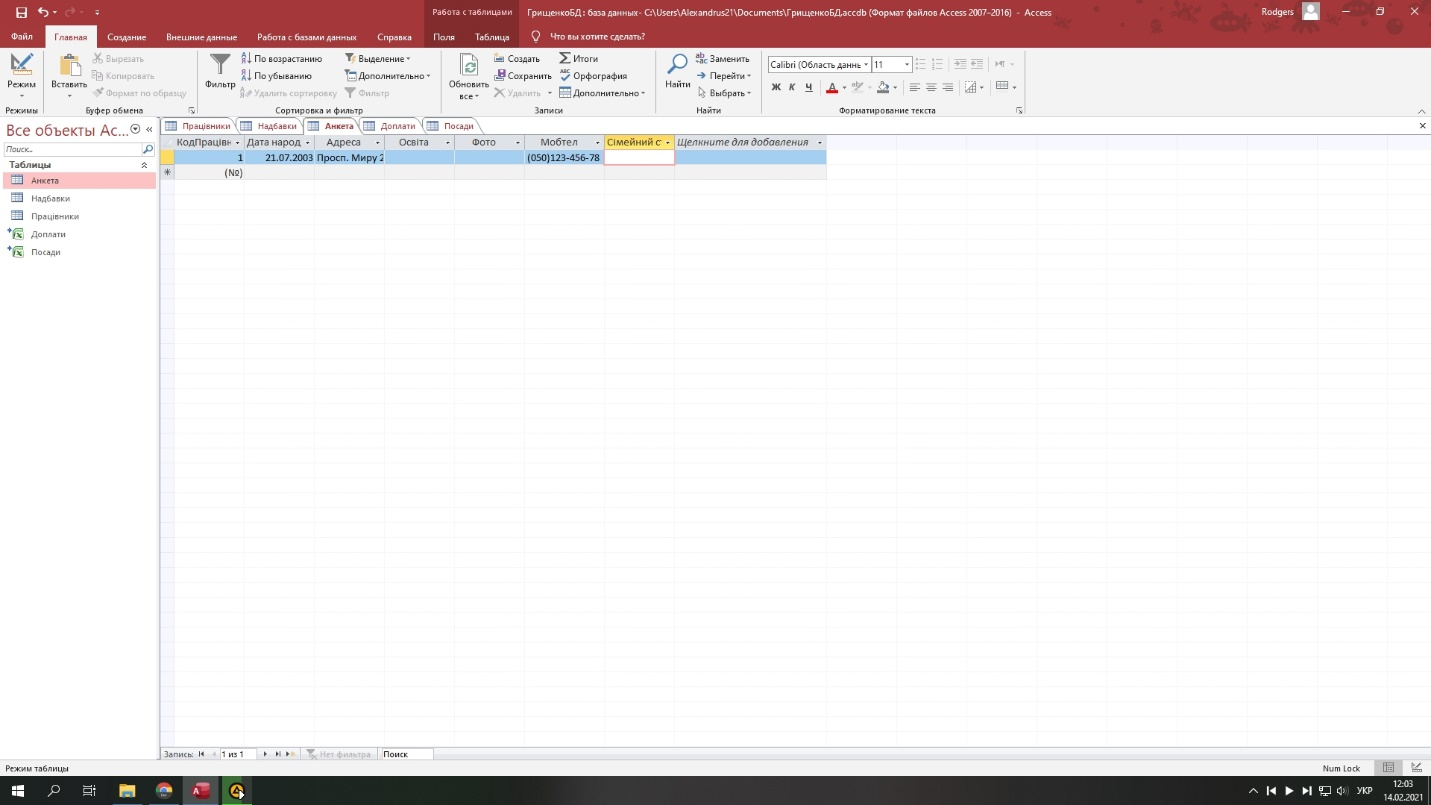 Работа с таблицами
ГрищенкоБД : база данных- C:\Users\Alexandrus21\Documents\ГрищенкоБД.accdb (Формат файлов Access 2007–2016) - Access
Rodgers
Файл Главная Создание Внешние данные Работа с базами данных Справка Поля Таблица Что вы хотите сделать?
Режим
Режимы
Вставить
Вырезать
Копировать
Формат по образцу
Буфер обмена
Фильтр
По возрастанию
По убыванию
Удалить сортировку
Выделение
Дополнительно
Фильтр
Сортировка и фильтр
Обновить
все
Создать
Сохранить
Удалить
Итоги
Орфография
Дополнительно
Записи
Найти
Заменить
Перейти
Выбрать
Найти
Calibri (Область данны 11
Ж К Ч А
Форматирование текста
Все объекты Ac... «
Поиск...
Таблицы
Анкета
Надбавки
Працівники
Доплати
Посади
Працівники Надбавки Анкета Доплати Посади
КодПрацівн Дата народ Адреса Освіта Фото Мобтел Сімейний с Щелкните для добавления
1 21.07.2003 Просп. Миру 2 (050)123-456-78
(№)
Запись: 1 из 1 Нет фильтра Поиск
Режим таблицы
Num Lock
УКР
12:03
14.02.2021